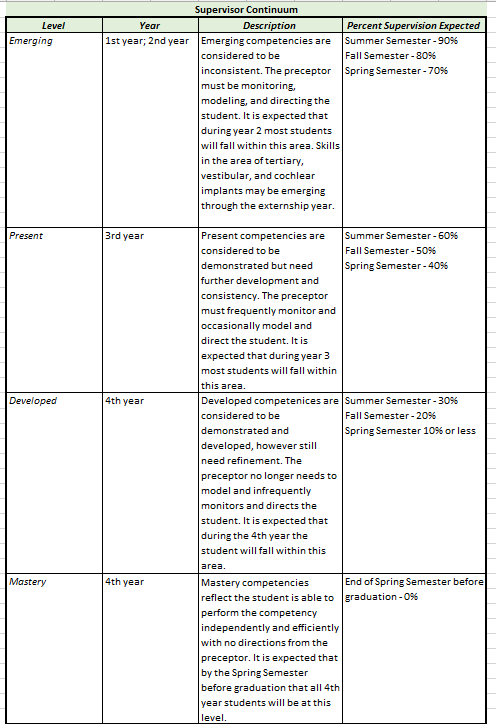 Supervisor Continuum
Level Year Description Percent Supervision Expected
Emerging
1st year; 2nd year
Emerging competencies are
considered to be
inconsistent. The preceptor
must be monitoring,
modeling, and directing the
student. It is expected that
during year 2 most students
will fall within this area. Skills
in the area of tertiary,
vestibular, and cochlear
implants may be emerging
through the externship year.
Summer Semester - 90%
Fall Semester - 80%
Spring Semester - 70%
Present
3rd year
Present competencies are
considered to be
demonstrated but need
further development and
consistency. The preceptor
must frequently monitor and
occasionally model and
direct the student. It is
expected that during year 3
most students will fall within
this area.
Summer Semester - 60%
Fall Semester - 50%
Spring Semester - 40%
Developed
4th year
Developed competenices are
considered to be
demonstrated and
developed, however still
need refinement. The
preceptor no longer needs to
model and infrequently
monitors and directs the
student. It is expected that
during the 4th year the
student will fall within this
area.
Summer Semester - 30%
Fall Semester - 20%
Spring Semester 10% or less
Mastery
4th year
Mastery competencies
reflect the student is able to
perform the competency
independently and efficiently
with no directions from the
preceptor. It is expected that
by the Spring Semester
before graduation that all 4th
year students will be at this
level.
End of Spring Semester before
graduation - 0%